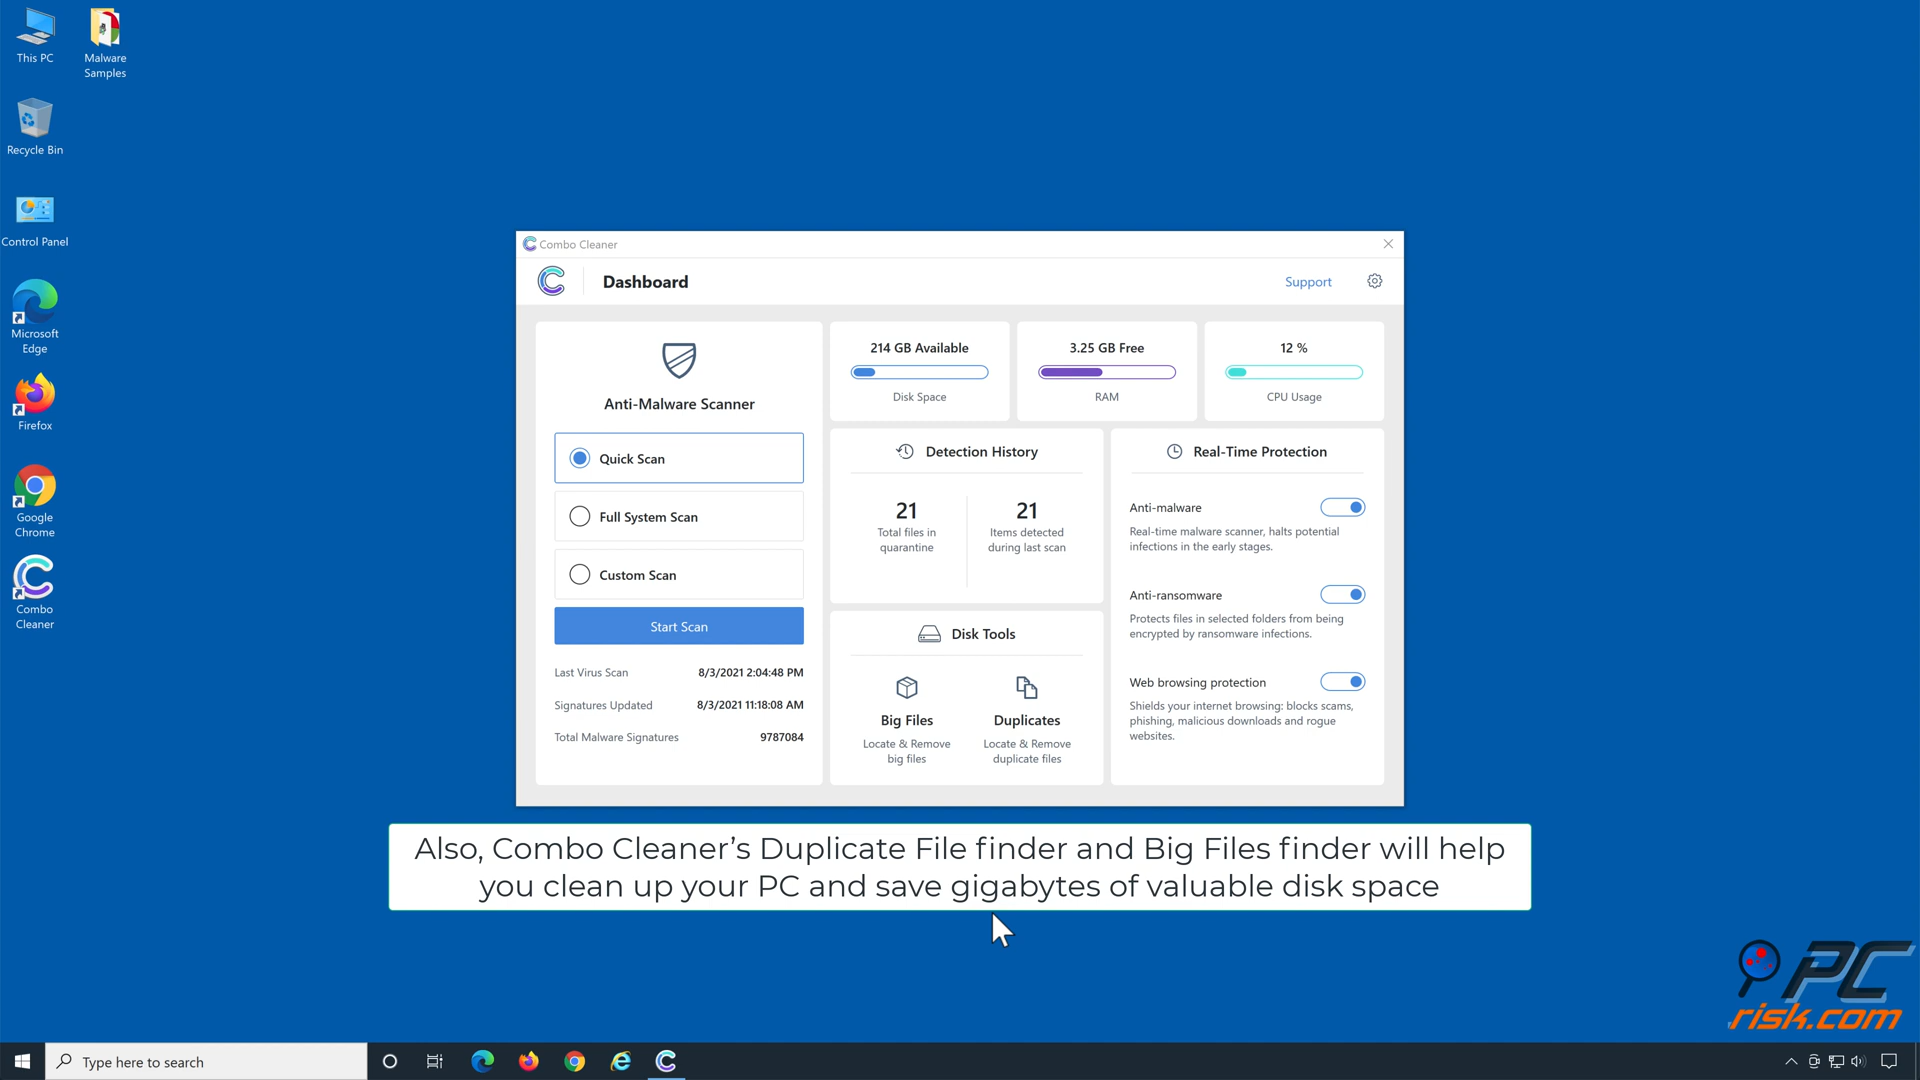 This PC
Malware
Samples
Recycle Bin
Control Panel
Microsoft
Edge
Firefox
Google
Chrome
Combo
Cleaner
Combo Cleaner
Dashboard
Support
Anti-Malware Scanner
Quick Scan
Full System Scan
Custom Scan
Start Scan
Last Virus Scan 8/3/2021 2:04:48 PM
Signatures Updated 8/3/2021 11:18:08 AM
Total Malware Signatures 9787084
214 GB Available
Disk Space
3.25 GB Free
RAM
12 %
CPU Usage
Detection History
21
Total files in
quarantine
21
Items detected
during last scan
Disk Tools
Big Files
Locate & Remove
big files
Duplicates
Locate & Remove
duplicate files
Real-Time Protection
Anti-malware
Real-time malware scanner, halts potential
infections in the early stages.
Anti-ransomware
Protects files in selected folders from being
encrypted by ransomware infections.
Web browsing protection
Shields your internet browsing: blocks scams,
phishing, malicious downloads and rogue
websites.
Also, Combo Cleaner’s Duplicate File finder and Big Files finder will help
you clean up your PC and save gigabytes of valuable disk space
PC
risk.com
Type here to search